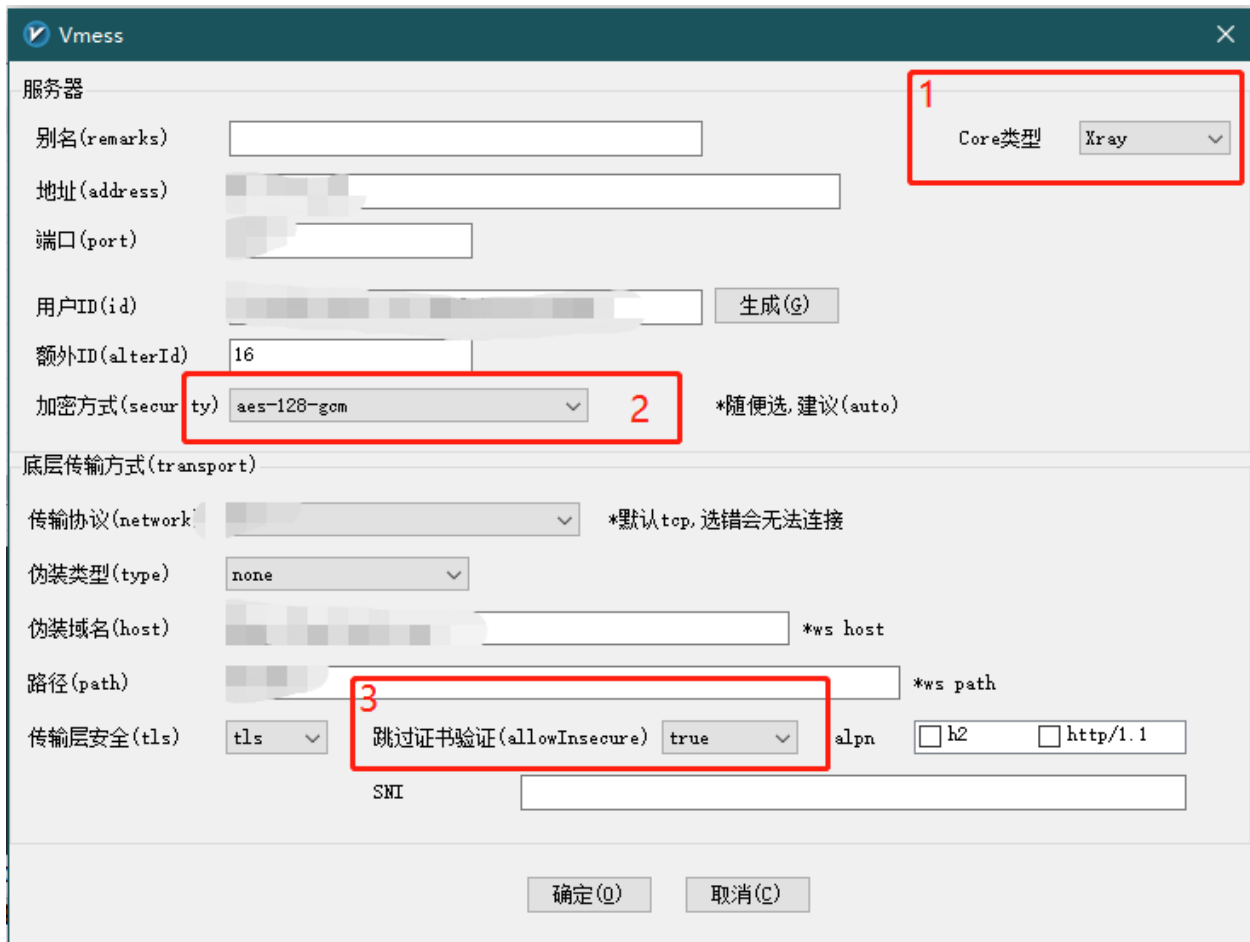 Vmess
服务器
1
别名(remarks)
Core类型 Xray
地址(address)
端口(port)
用户ID(id) 生成(G)
额外ID(alterId) 16
加密方式(security) aes-128-gcm 2 *随便选,建议(auto)
底层传输方式(transport)
传输协议(network) *默认tcp,选错会无法连接
伪装类型(type) none
伪装域名(host) *ws host
路径(path) *ws path
3
传输层安全(tls) tls 跳过证书验证(allowInsecure) true alpn h2 http/1.1
SNI
确定(O) 取消(C)